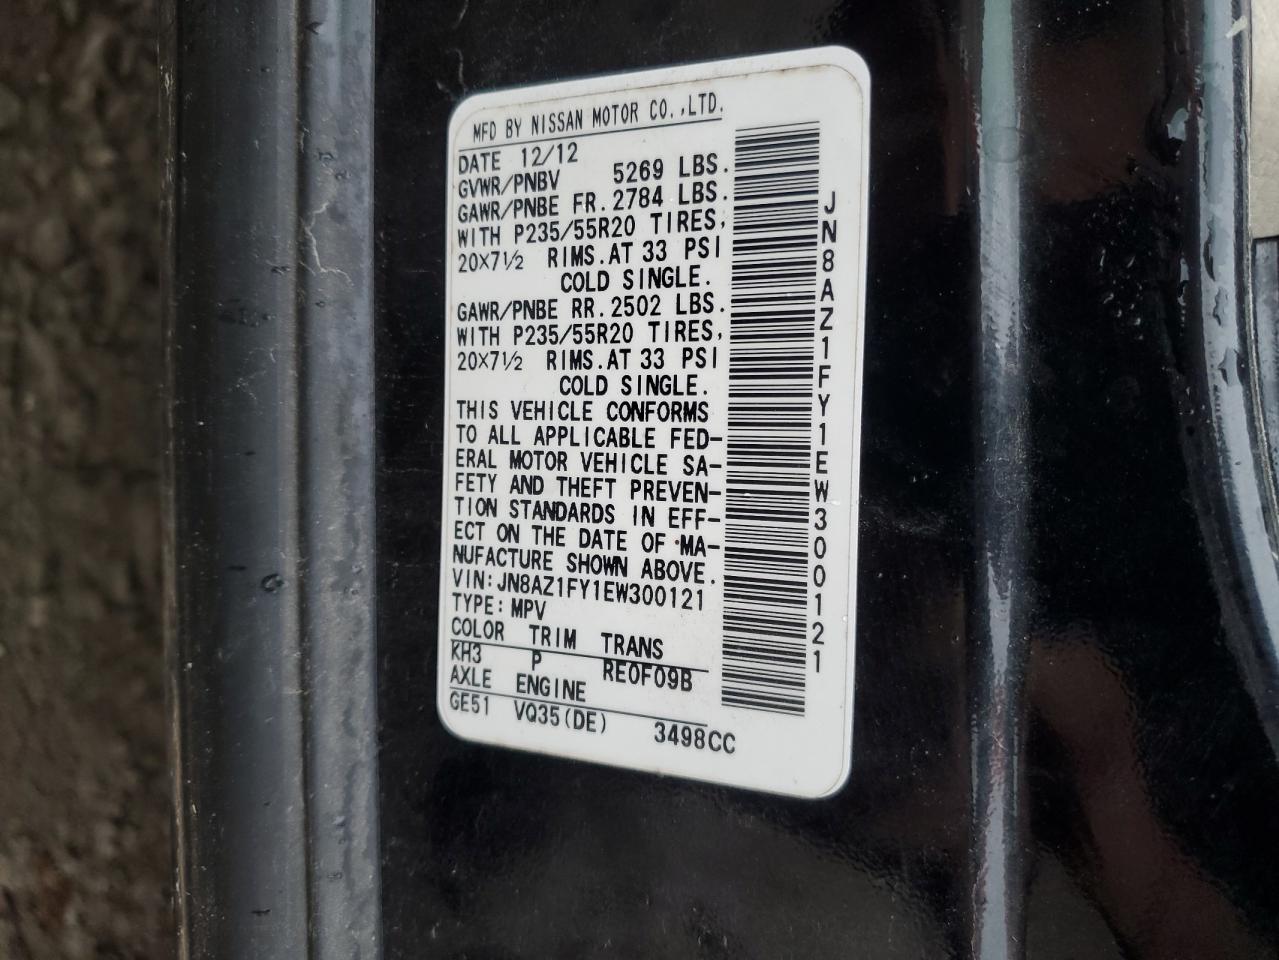 MFD BY NISSAN MOTOR CO.,LTD.
DATE 12/12
GVWR/PNBV 5269 LBS.
GAWR/PNBE FR. 2784 LBS.
WITH P235/55R20 TIRES,
20×7½ RIMS. AT 33 PSI
COLD SINGLE.
GAWR/PNBE RR. 2502 LBS.
WITH P235/55R20 TIRES,
20×7½ RIMS. AT 33 PSI
COLD SINGLE.
THIS VEHICLE CONFORMS
TO ALL APPLICABLE FED-
ERAL MOTOR VEHICLE SA-
FETY AND THEFT PREVEN-
TION STANDARDS IN EFF-
ECT ON THE DATE OF MA-
NUFACTURE SHOWN ABOVE.
VIN: JN8AZ1FY1EW300121
TYPE: MPV
COLOR TRIM TRANS
KH3 P RE0F09B
AXLE ENGINE
GE51 VQ35(DE) 3498CC
JN8AZ1FY1EW300121